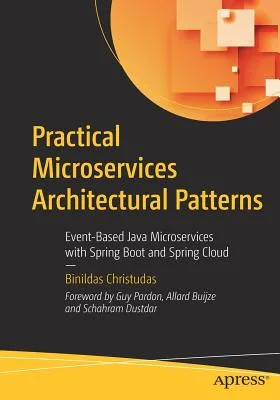 Practical
Microservices
Architectural Patterns
Event-Based Java Microservices
with Spring Boot and Spring Cloud
—
Binildas Christudas
Foreword by Guy Pardon, Allard Buijze
and Schahram Dustdar
Apress®